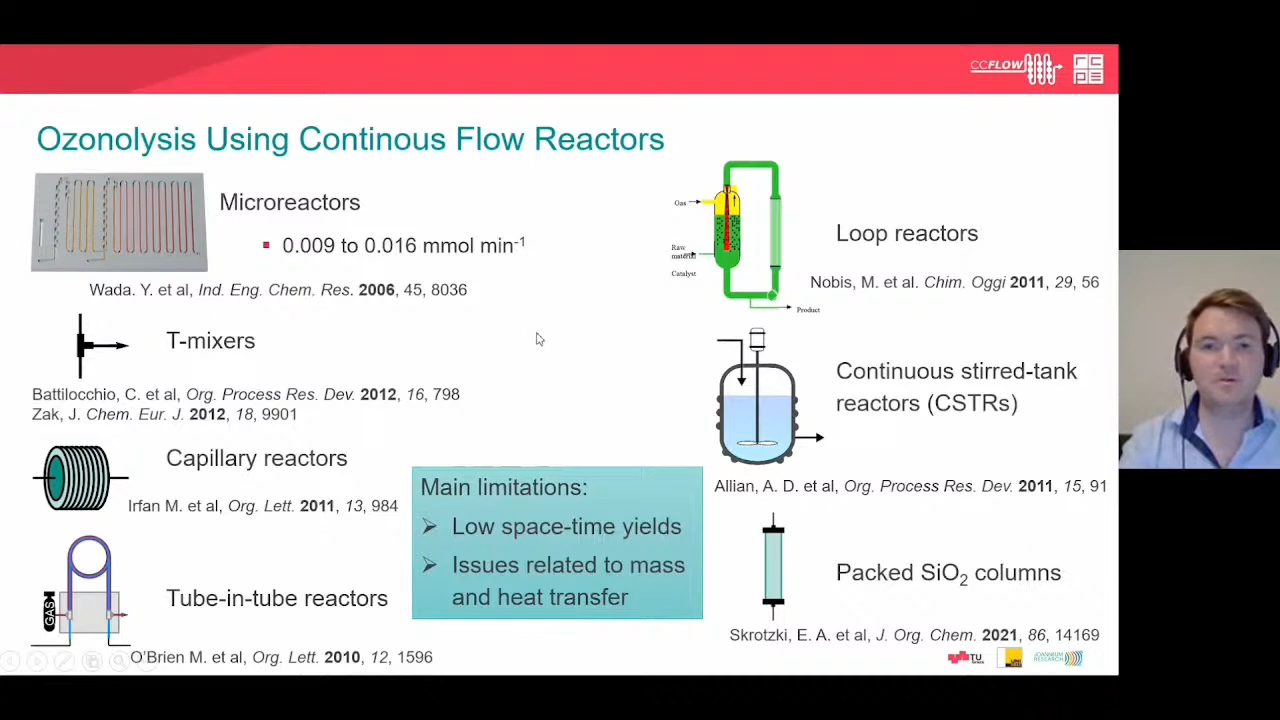 CCFLOW
rcpe
Ozonolysis Using Continous Flow Reactors
Microreactors
0.009 to 0.016 mmol min-1
Wada. Y. et al, Ind. Eng. Chem. Res. 2006, 45, 8036
T-mixers
Battilocchio, C. et al, Org. Process Res. Dev. 2012, 16, 798
Zak, J. Chem. Eur. J. 2012, 18, 9901
Capillary reactors
Irfan M. et al, Org. Lett. 2011, 13, 984
GAS
Tube-in-tube reactors
O'Brien M. et al, Org. Lett. 2010, 12, 1596
Main limitations:
Low space-time yields
Issues related to mass
and heat transfer
Gas
Raw
material
Catalyst
Product
Loop reactors
Nobis, M. et al. Chim. Oggi 2011, 29, 56
Continuous stirred-tank
reactors (CSTRs)
Allian, A. D. et al, Org. Process Res. Dev. 2011, 15, 91
Packed SiO2 columns
Skrotzki, E. A. et al, J. Org. Chem. 2021, 86, 14169
TU
Graz
UNI
JOANNEUM
RESEARCH